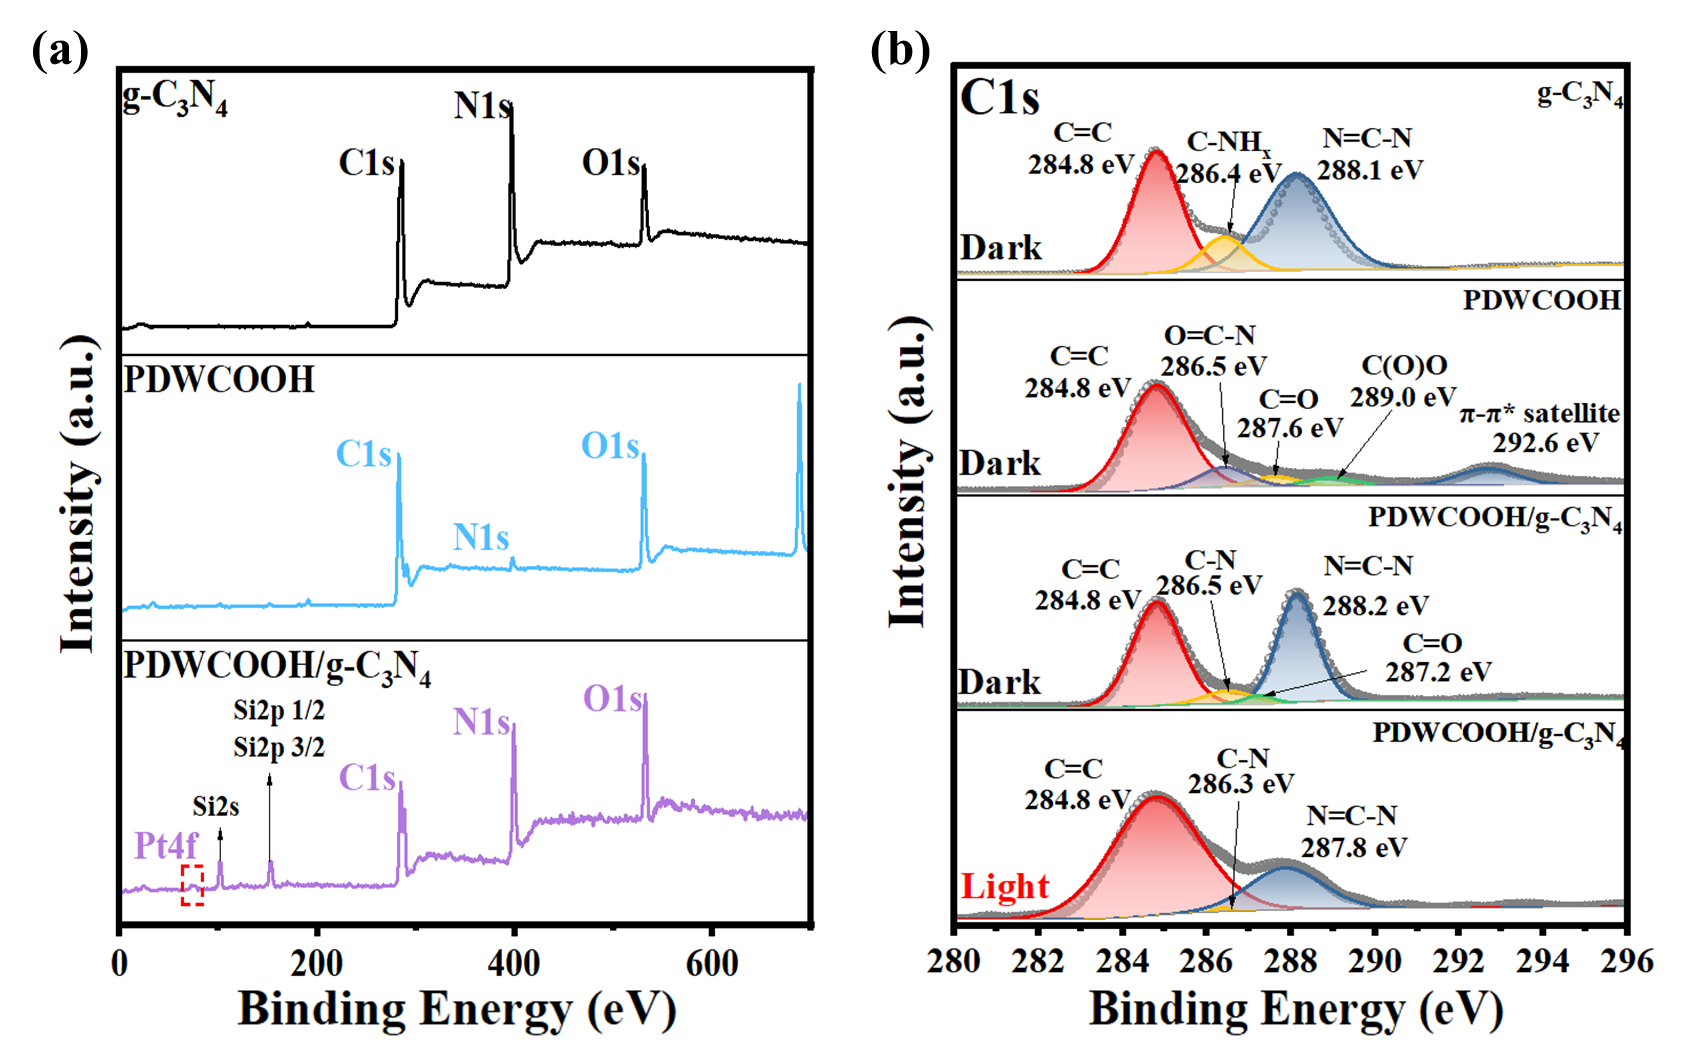 (a)
g-C3N4
C1s
N1s
O1s
PDWCOOH
C1s
N1s
O1s
PDWCOOH/g-C3N4
Si2p 1/2
Si2p 3/2
Si2s
Pt4f
C1s
N1s
O1s
Intensity (a.u.)
0 200 400 600
Binding Energy (eV)
(b)
C1s
g-C3N4
C=C
284.8 eV
C-NHx
286.4 eV
N=C-N
288.1 eV
Dark
PDWCOOH
C=C
284.8 eV
O=C-N
286.5 eV
C=O
287.6 eV
C(O)O
289.0 eV
π-π* satellite
292.6 eV
Dark
PDWCOOH/g-C3N4
C=C
284.8 eV
C-N
286.5 eV
N=C-N
288.2 eV
C=O
287.2 eV
Dark
PDWCOOH/g-C3N4
C=C
284.8 eV
C-N
286.3 eV
N=C-N
287.8 eV
Light
Intensity (a.u.)
280 282 284 286 288 290 292 294 296
Binding Energy (eV)